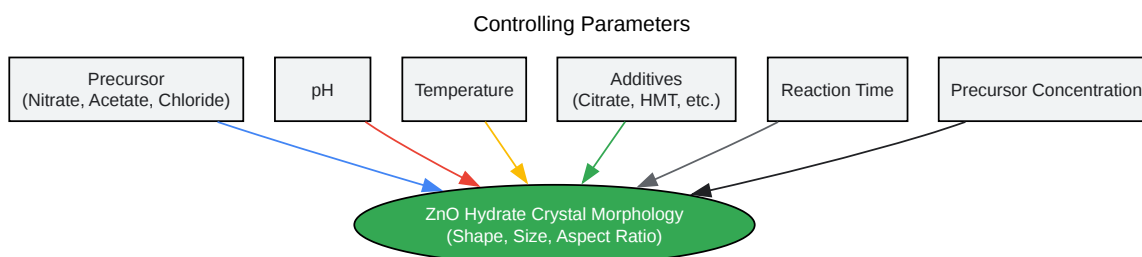 Controlling Parameters
Precursor
(Nitrate, Acetate, Chloride)
pH
Temperature
Additives
(Citrate, HMT, etc.)
Reaction Time
Precursor Concentration
ZnO Hydrate Crystal Morphology
(Shape, Size, Aspect Ratio)